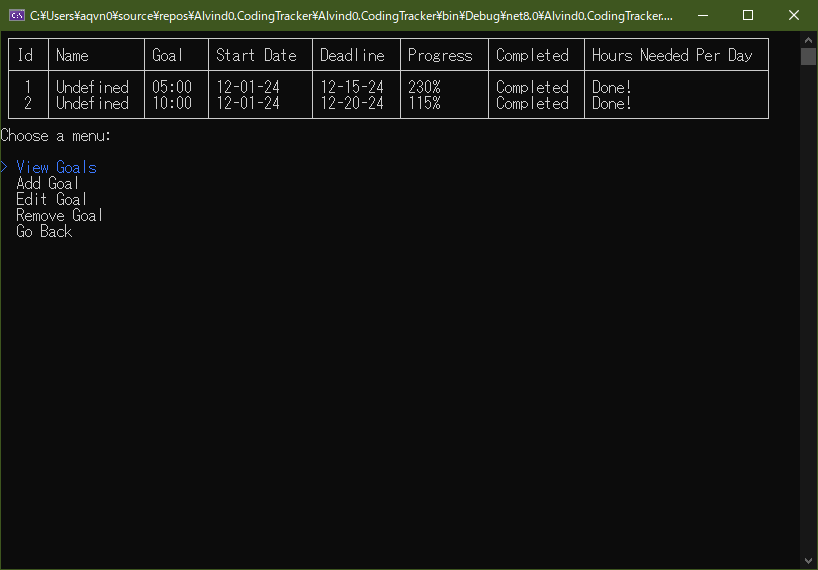 C:¥Users¥aqvn0¥source¥repos¥Alvind0.CodingTracker¥Alvind0.CodingTracker¥bin¥Debug¥net8.0¥Alvind0.CodingTracker....
Id Name Goal Start Date Deadline Progress Completed Hours Needed Per Day
1 Undefined 05:00 12-01-24 12-15-24 230% Completed Done!
2 Undefined 10:00 12-01-24 12-20-24 115% Completed Done!
Choose a menu:
> View Goals
Add Goal
Edit Goal
Remove Goal
Go Back